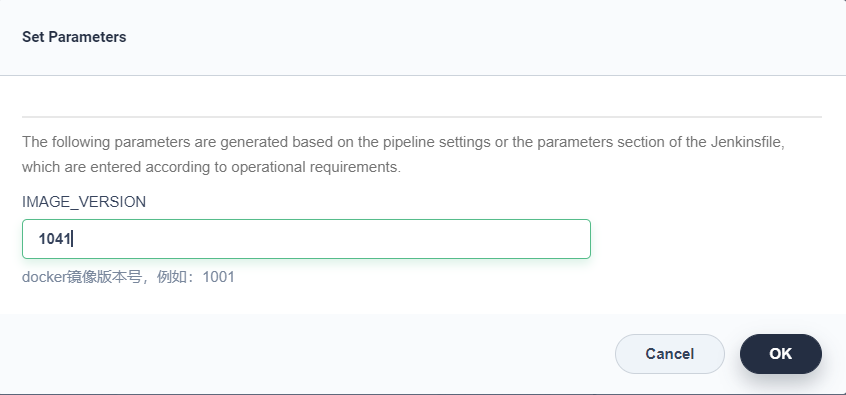 Set Parameters
The following parameters are generated based on the pipeline settings or the parameters section of the Jenkinsfile,
which are entered according to operational requirements.
IMAGE_VERSION
1041
docker镜像版本号，例如：1001
Cancel OK